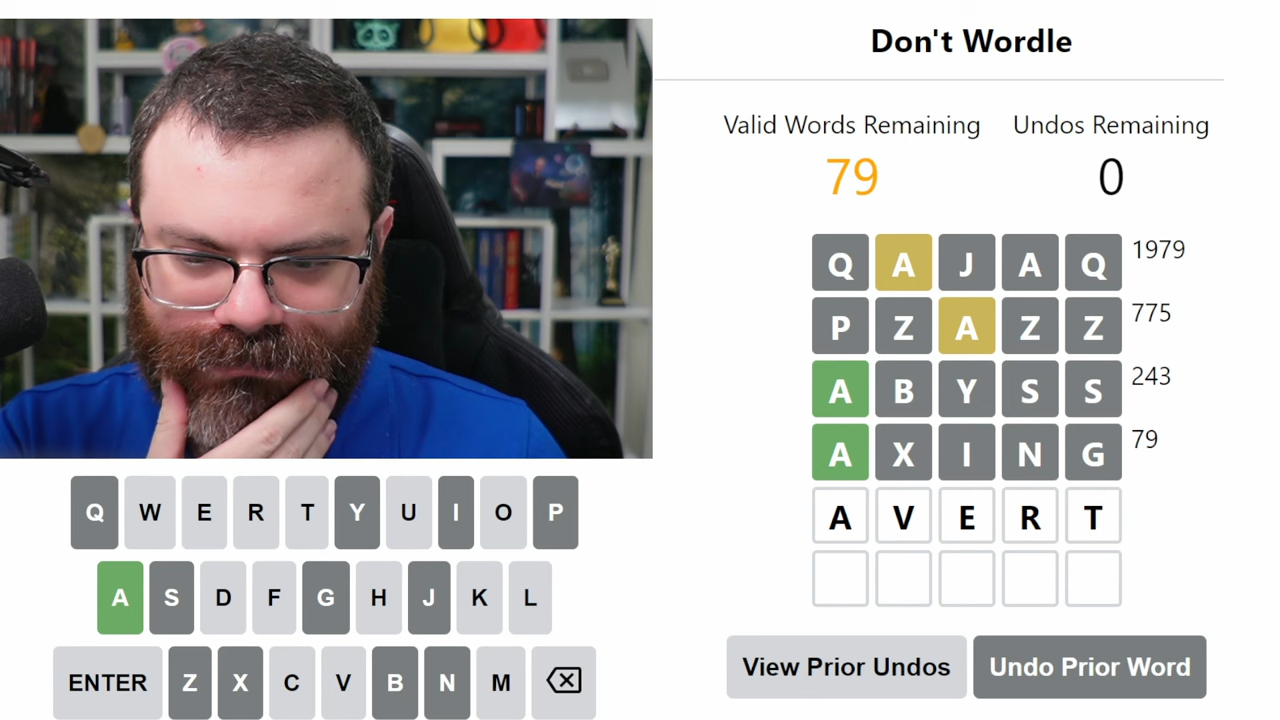 Don't Wordle
Valid Words Remaining Undos Remaining
79 0
Q A J A Q 1979
P Z A Z Z 775
A B Y S S 243
A X I N G 79
A V E R T
View Prior Undos Undo Prior Word
Q W E R T Y U I O P
A S D F G H J K L
ENTER Z X C V B N M